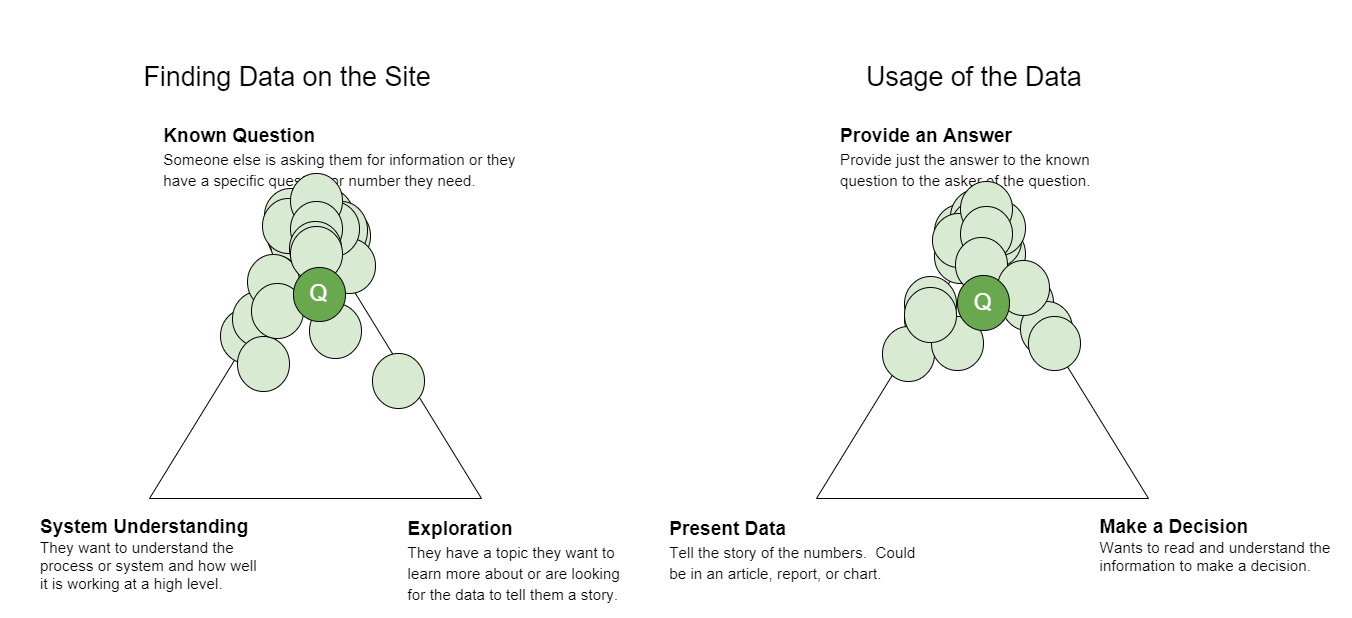 Finding Data on the Site
Known Question
Someone else is asking them for information or they
have a specific or number they need.
Q
System Understanding
They want to understand the
process or system and how well
it is working at a high level.
Exploration
They have a topic they want to
learn more about or are looking
for the data to tell them a story.
Usage of the Data
Provide an Answer
Provide just the answer to the known
question to the asker of the question.
Q
Present Data
Tell the story of the numbers.  Could
be in an article, report, or chart.
Make a Decision
Wants to read and understand the
information to make a decision.